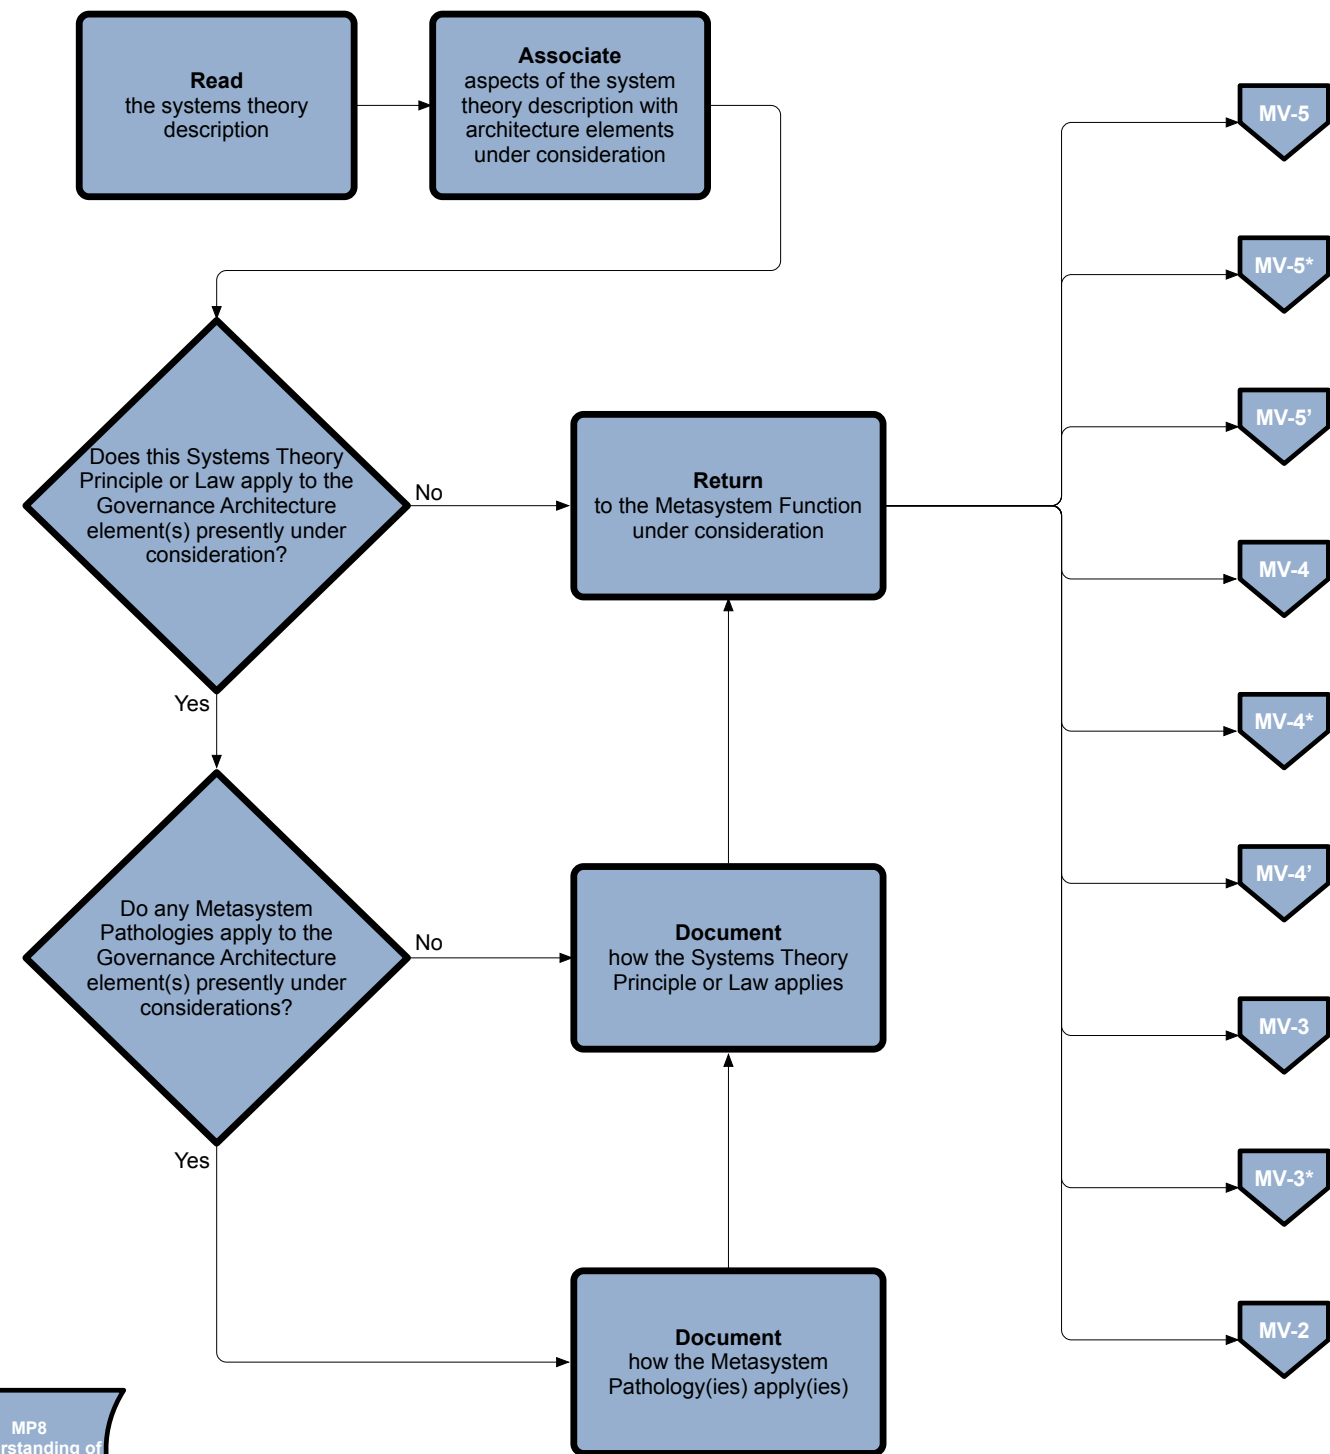 Read
the systems theory
description
Associate
aspects of the system
theory description with
architecture elements
under consideration
MV-5
MV-5*
MV-5’
MV-4
MV-4*
MV-4’
MV-3
MV-3*
MV-2
Does this Systems Theory
Principle or Law apply to the
Governance Architecture
element(s) presently under
consideration?
No
Yes
Return
to the Metasystem Function
under consideration
Do any Metasystem
Pathologies apply to the
Governance Architecture
element(s) presently under
considerations?
No
Yes
Document
how the Systems Theory
Principle or Law applies
Document
how the Metasystem
Pathology(ies) apply(ies)
MP8
of